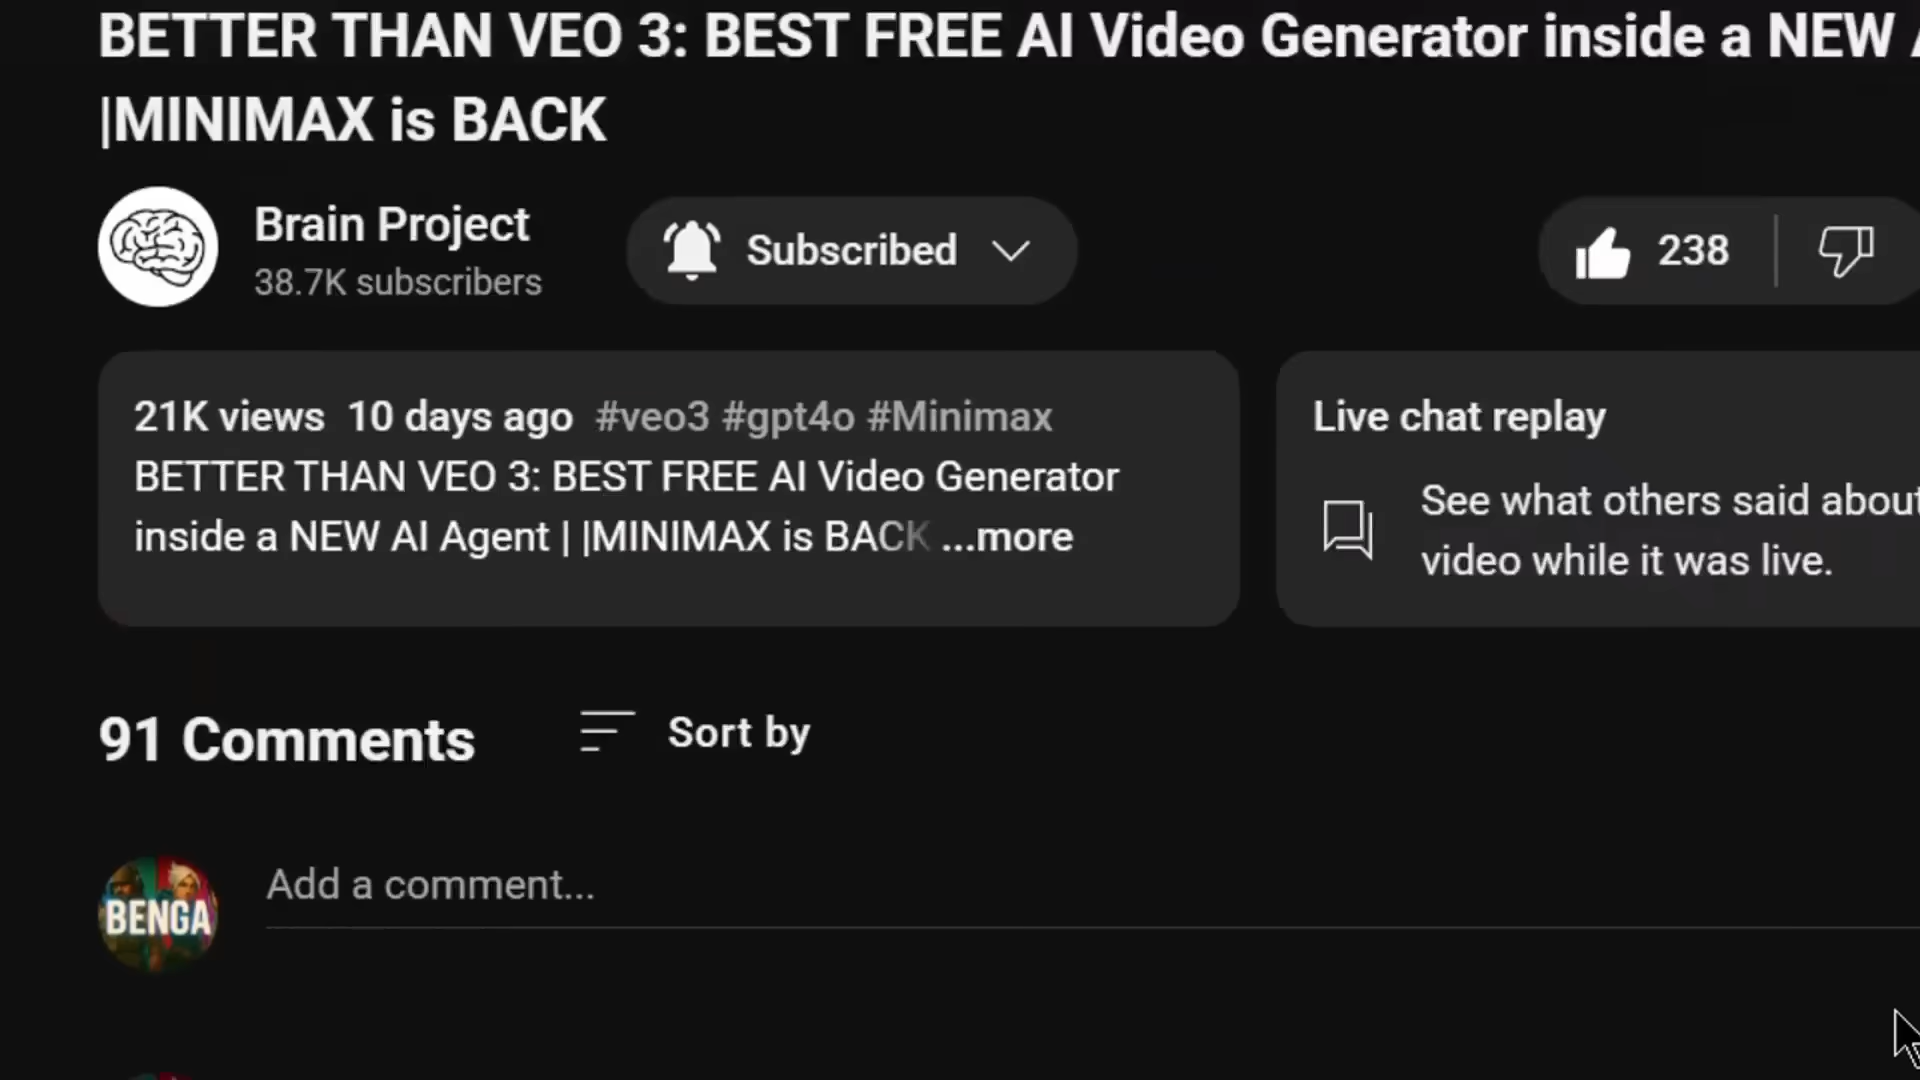 BETTER THAN VEO 3: BEST FREE AI Video Generator inside a NEW
|MINIMAX is BACK
Brain Project
38.7K subscribers
Subscribed
238
21K views 10 days ago #veo3 #gpt4o #Minimax
BETTER THAN VEO 3: BEST FREE AI Video Generator
inside a NEW AI Agent | |MINIMAX is BACK ...more
Live chat replay
See what others said about
video while it was live.
91 Comments
Sort by
BENGA
Add a comment...